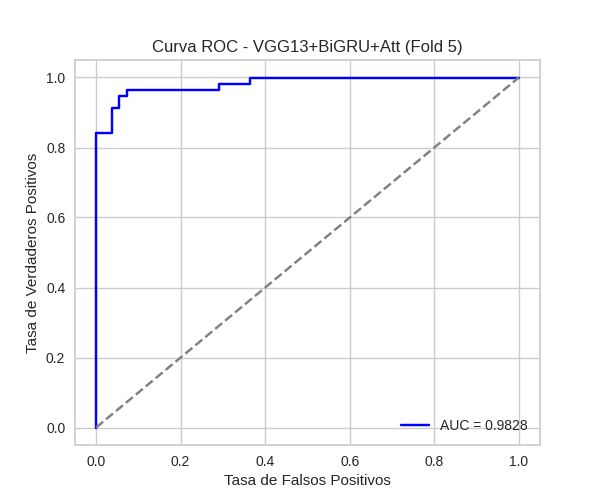 Curva ROC - VGG13+BiGRU+Att (Fold 5)
Tasa de Verdaderos Positivos
1.0
0.8
0.6
0.4
0.2
0.0
AUC = 0.9828
0.0 0.2 0.4 0.6 0.8 1.0
Tasa de Falsos Positivos